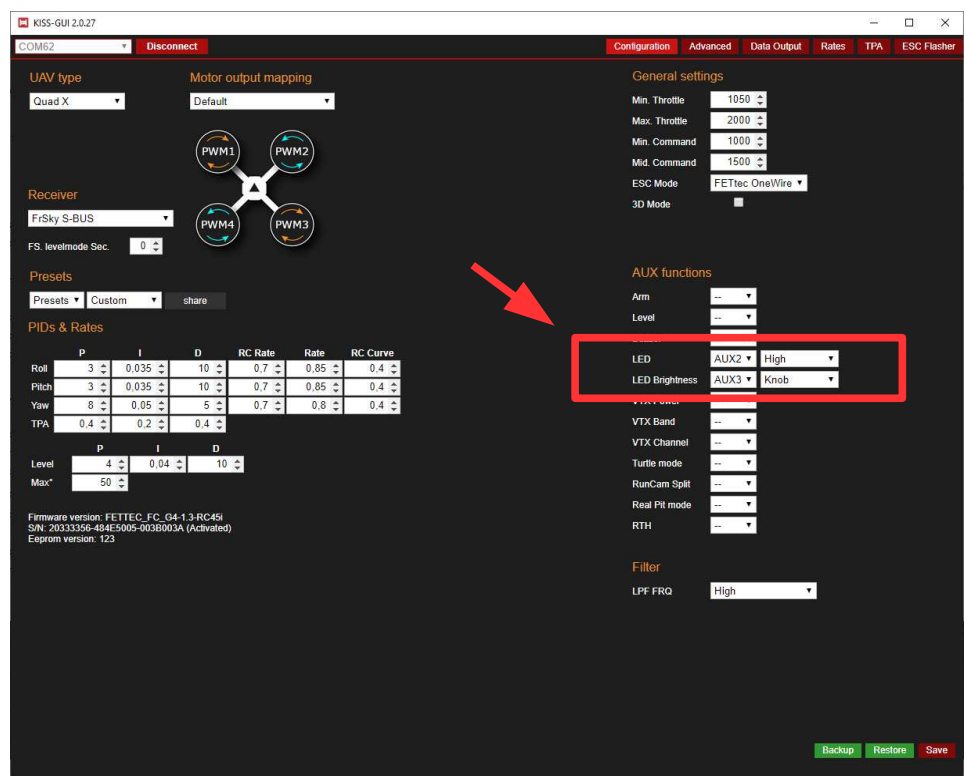 KISS-GUI 2.0.27
COM62 Disconnect Configuration Advanced Data Output Rates TPA ESC Flasher
UAV type
Quad X
Motor output mapping
Default
PWM1 PWM2
PWM4 PWM3
Receiver
FrSky S-BUS
FS. levelmode Sec. 0
Presets
Presets Custom share
PIDs & Rates
P I D RC Rate Rate RC Curve
Roll 3 0,035 10 0,7 0,85 0,4
Pitch 3 0,035 10 0,7 0,85 0,4
Yaw 8 0,05 5 0,7 0,8 0,4
TPA 0,4 0,2 0,4
P I D
Level 4 0,04 10
Max° 50
Firmware version: FETTEC_FC_G4-1.3-RC45i
S/N: 20333356-484E5005-003B003A (Activated)
Eeprom version: 123
General settings
Min. Throttle 1050
Max. Throttle 2000
Min. Command 1000
Mid. Command 1500
ESC Mode FETtec OneWire
3D Mode
AUX functions
Arm --
Level --
LED AUX2 High
LED Brightness AUX3 Knob
VTX Power
VTX Band --
VTX Channel --
Turtle mode --
RunCam Split --
Real Pit mode --
RTH --
Filter
LPF FRQ High
Backup Restore Save